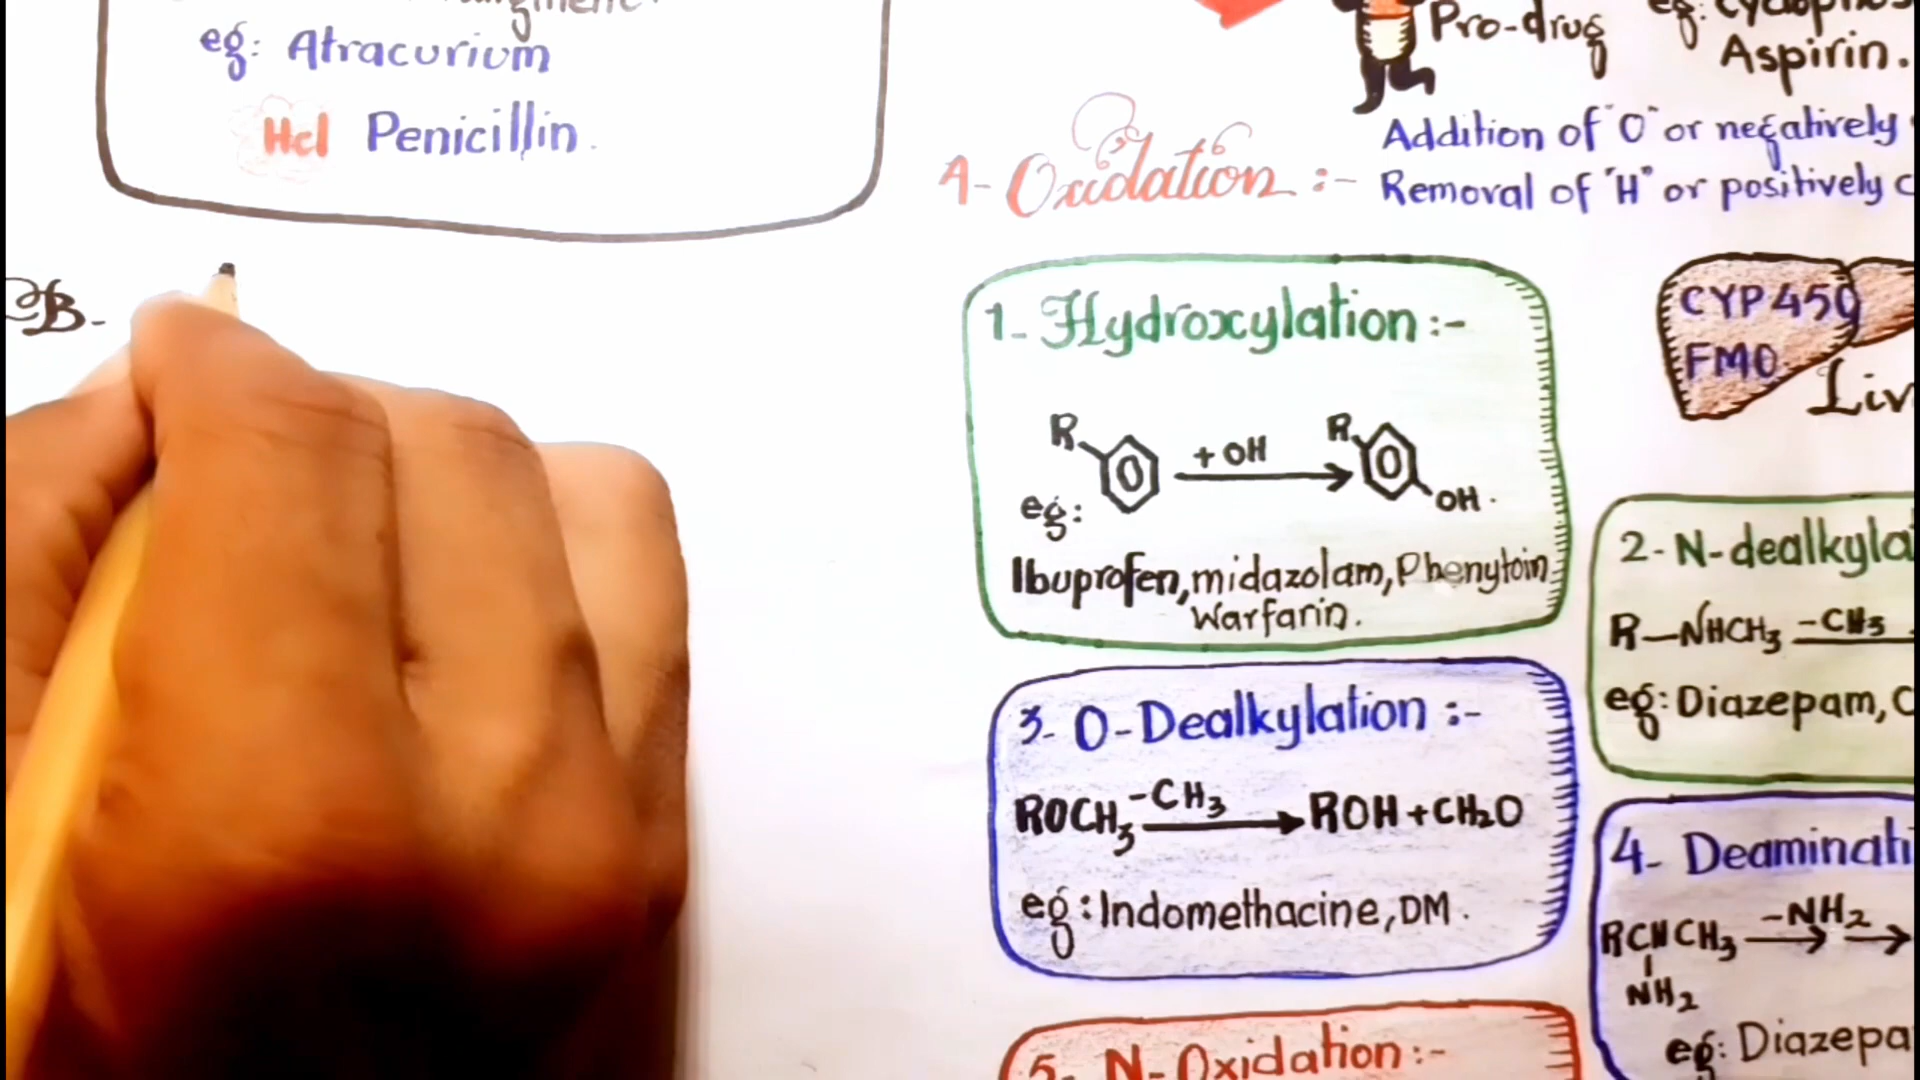 eg: Atracurium
Hcl Penicillin.
B-
Pro-drug
eg:
Aspirin.
A- Oxidation :-
Addition of "O" or negatively
Removal of "H" or positively
1- Hydroxylation :-
R + OH R
OH.
eg:
Ibuprofen, midazolam, Phenytoin
Warfarin.
CYP450
FMO
2- N-dealkyla
R-NHCH3 -CH3
eg: Diazepam, C
3- O-Dealkylation :-
ROCH3 -CH3 ROH + CH2O
eg: Indomethacine, DM.
4- Deaminati
RCHCH3 -NH2
NH2
eg: Diazepa
5- N-Oxidation :-